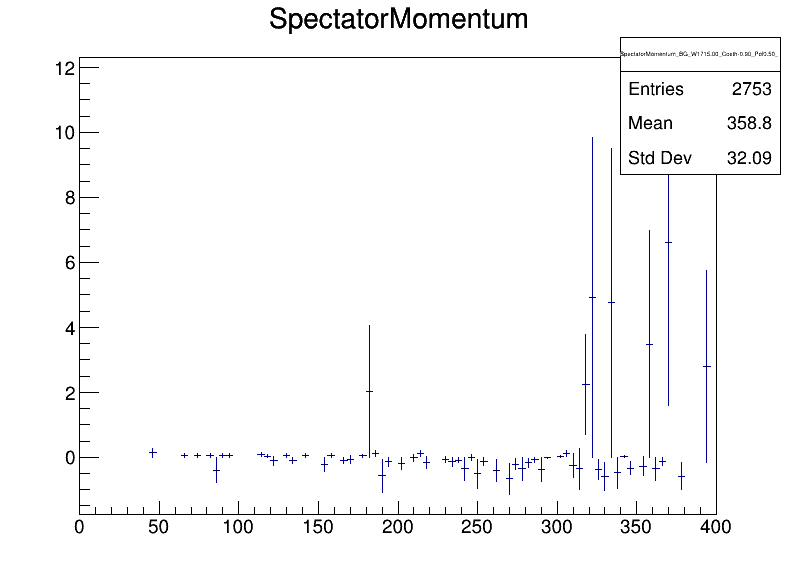 SpectatorMomentum
SpectatorMomentum_BG_W1715.00_Costh-0.90_Pol0.50_
Entries 2753
Mean 358.8
Std Dev 32.09
12
10
8
6
4
2
0
0 50 100 150 200 250 300 350 400